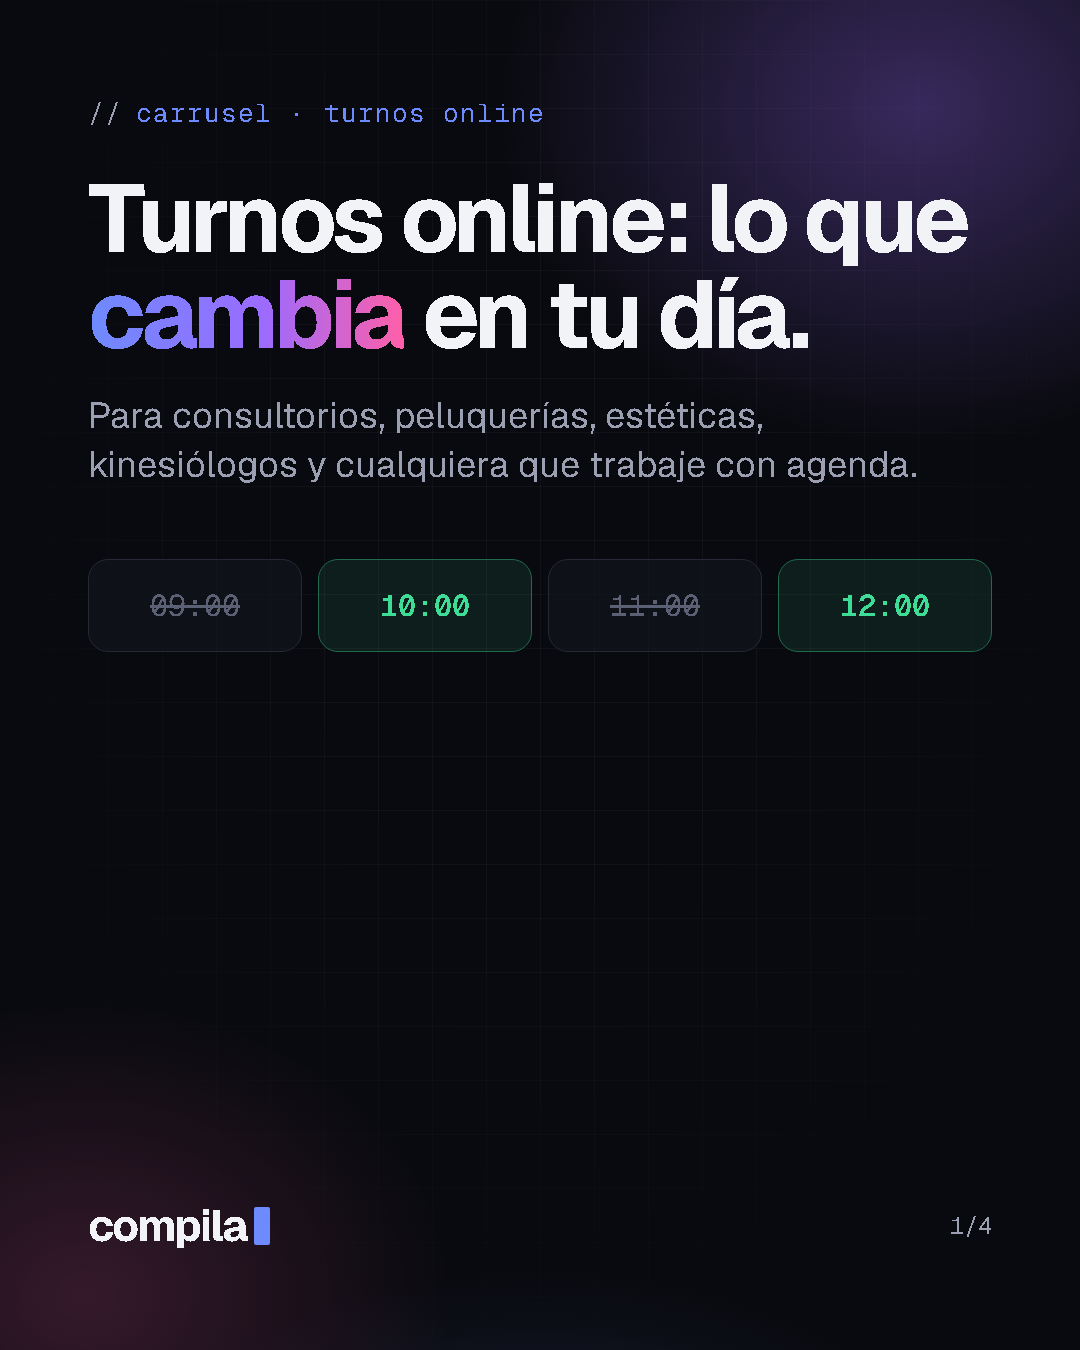 // carrusel · turnos online
Turnos online: lo que
cambia en tu día.
Para consultorios, peluquerías, estéticas,
kinesiólogos y cualquiera que trabaje con agenda.
09:00 10:00 11:00 12:00
compila
1/4